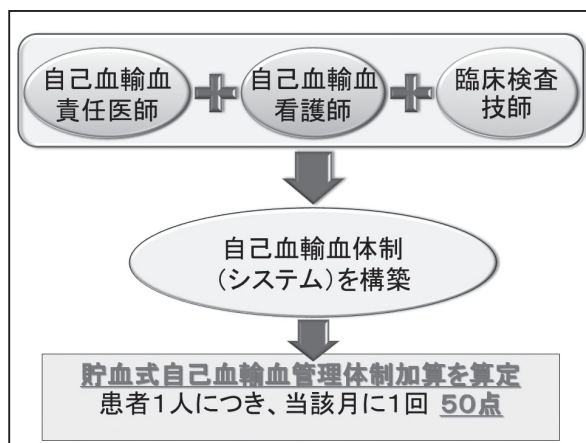 自己血輸血
責任医師
自己血輸血
看護師
臨床検査
技師
自己血輸血体制
(システム)を構築
貯血式自己血輸血管理体制加算を算定
患者1人につき、当該月に1回 50点